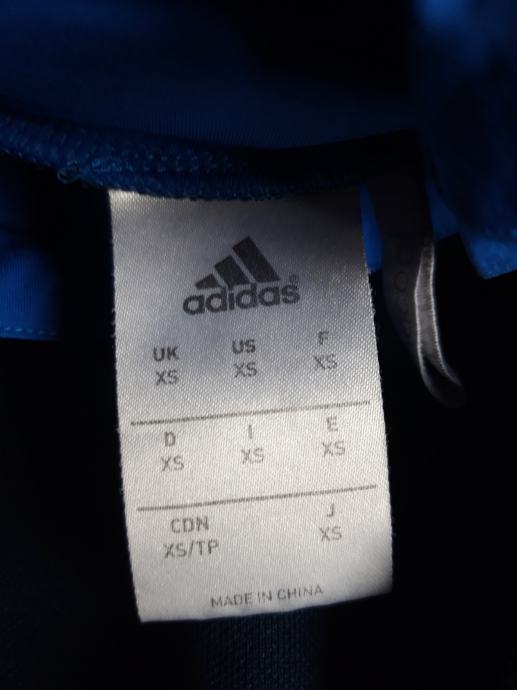 adidas®
UK US F
XS XS XS
D I E
XS XS XS
CDN J
XS/TP XS
MADE IN CHINA